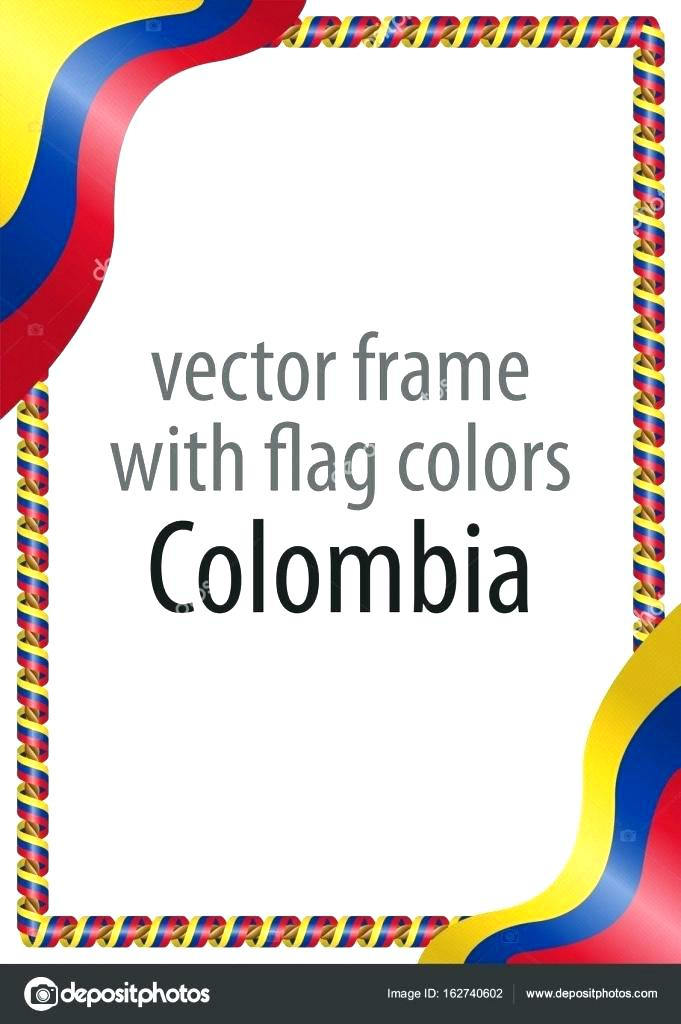 vector frame
with flag colors
Colombia
depositphotos
Image ID: 162740602 www.depositphotos.com